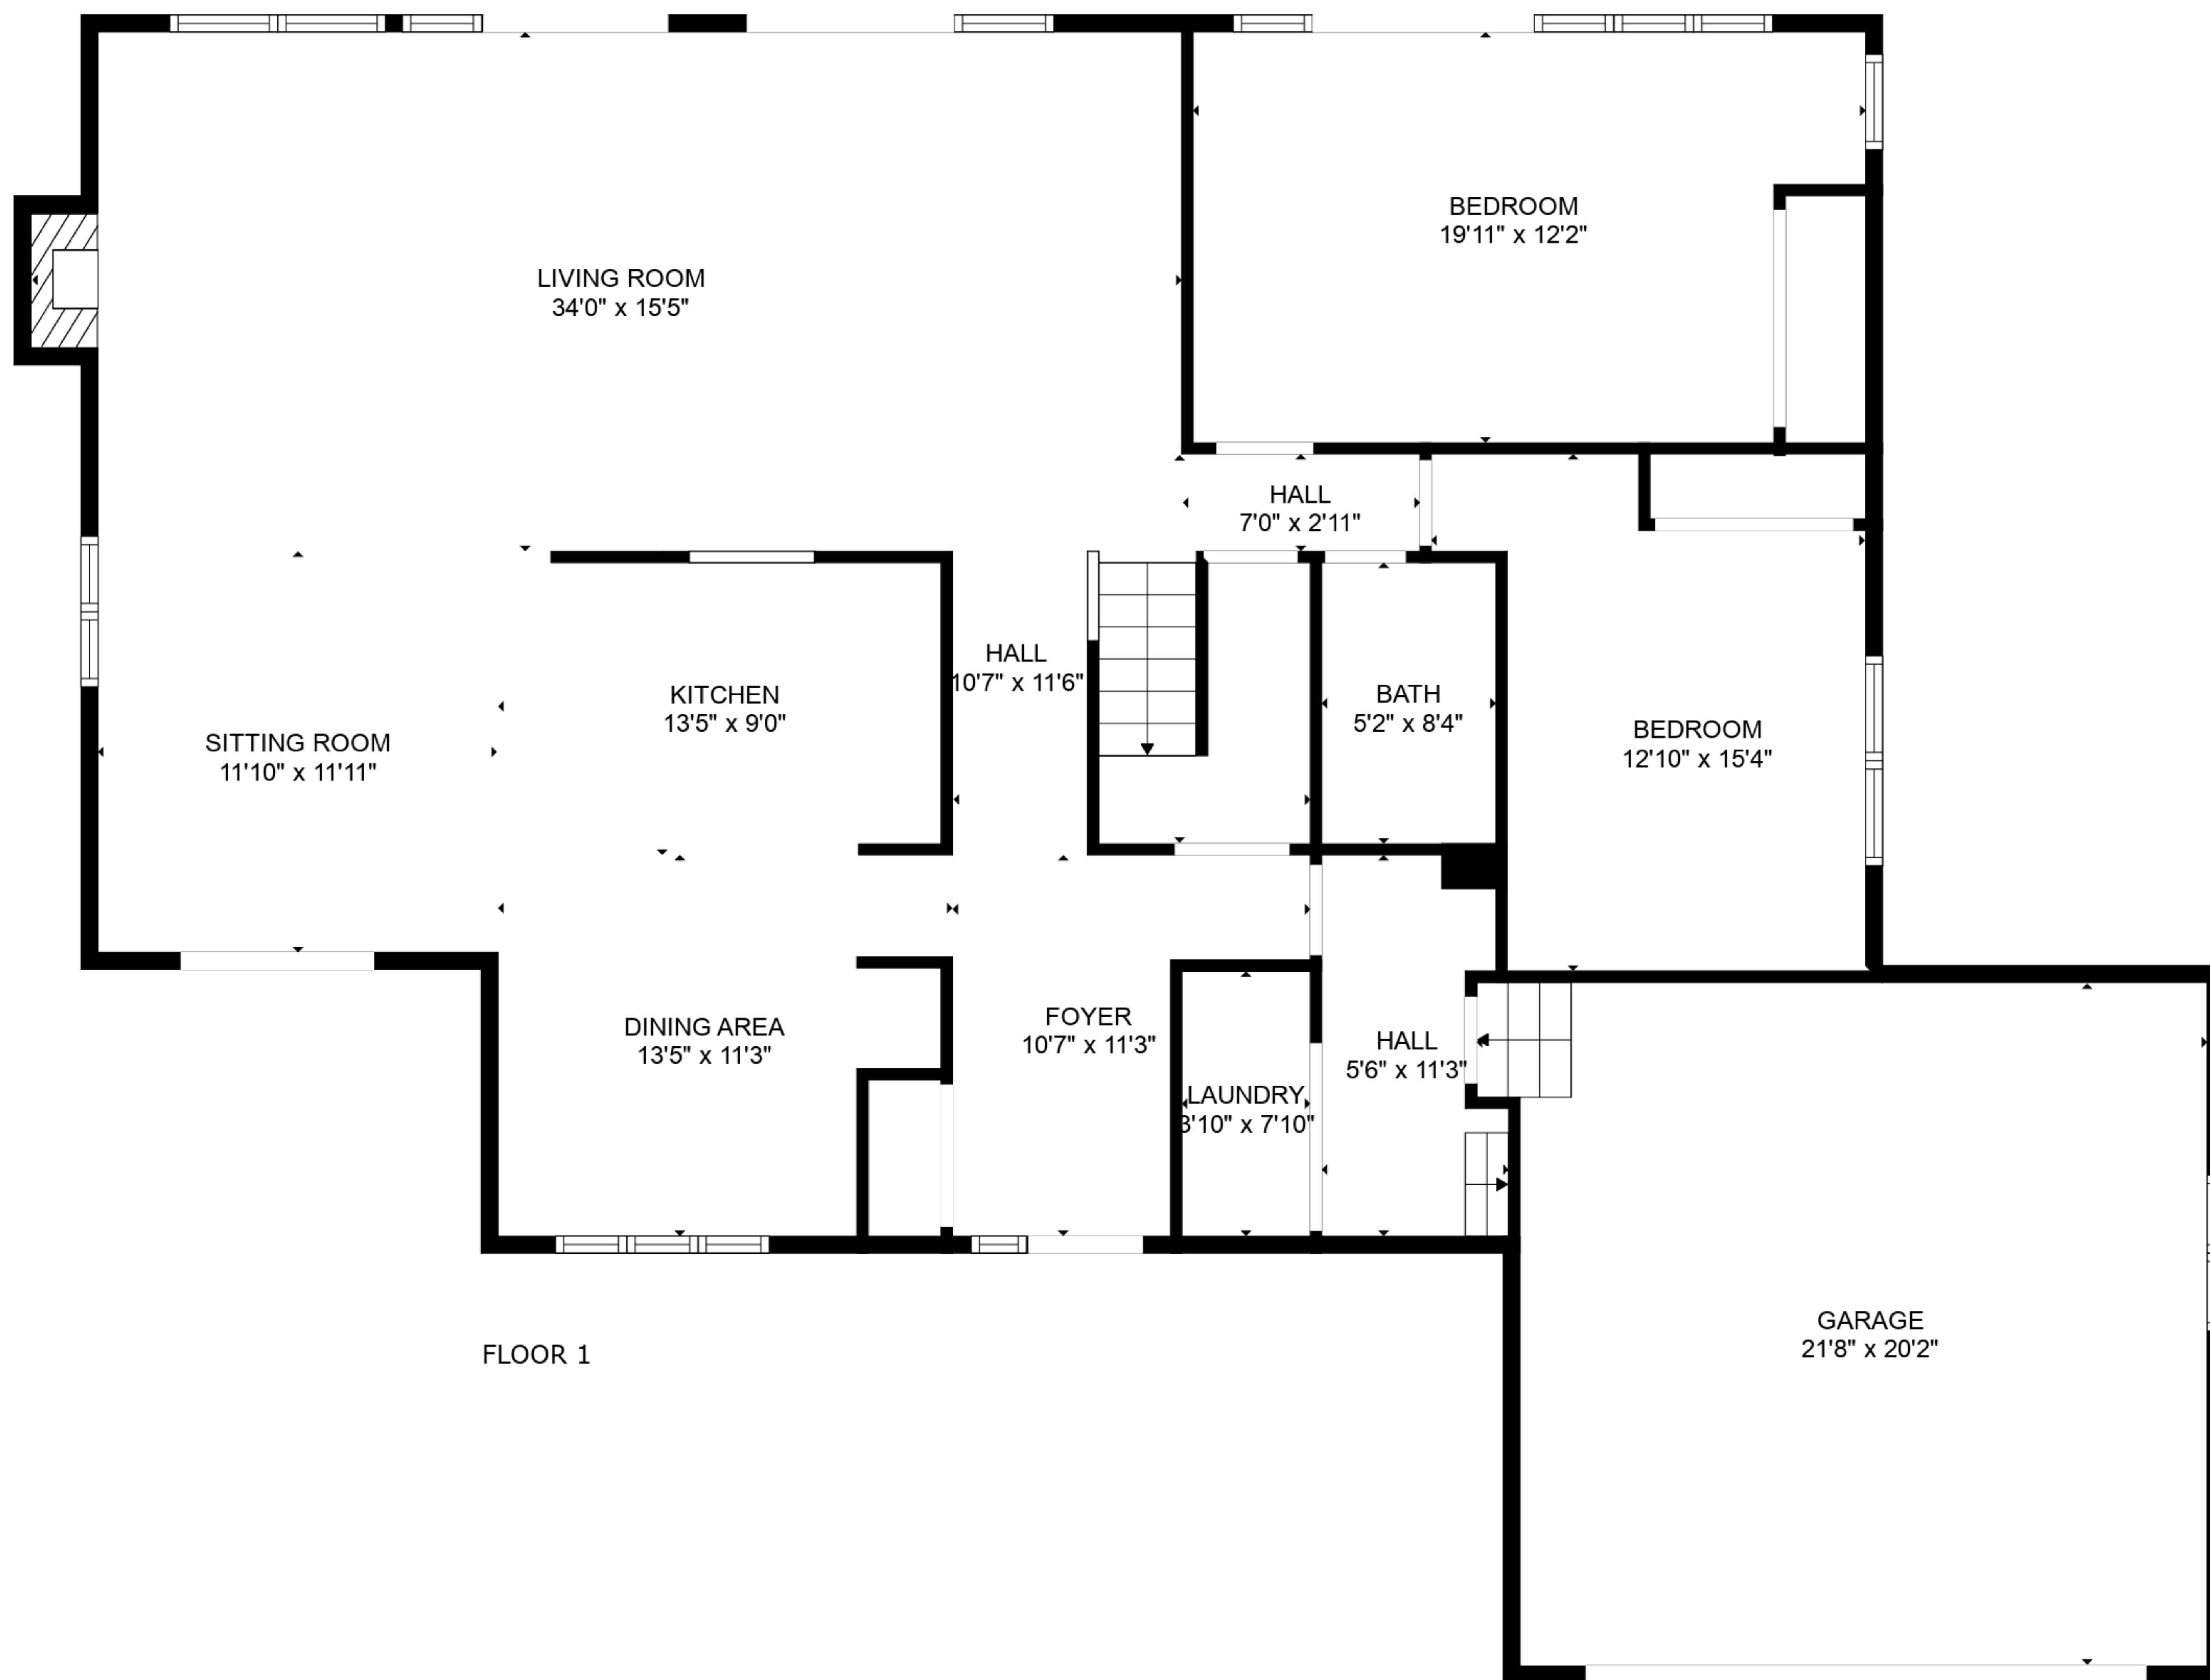 BEDROOM
19'11" x 12'2"
LIVING ROOM
34'0" x 15'5"
HALL
7'0" x 2'11"
HALL
10'7" x 11'6"
KITCHEN
13'5" x 9'0"
BATH
5'2" x 8'4"
BEDROOM
12'10" x 15'4"
SITTING ROOM
11'10" x 11'11"
DINING AREA
13'5" x 11'3"
FOYER
10'7" x 11'3"
HALL
5'6" x 11'3"
LAUNDRY
3'10" x 7'10"
GARAGE
21'8" x 20'2"
FLOOR 1